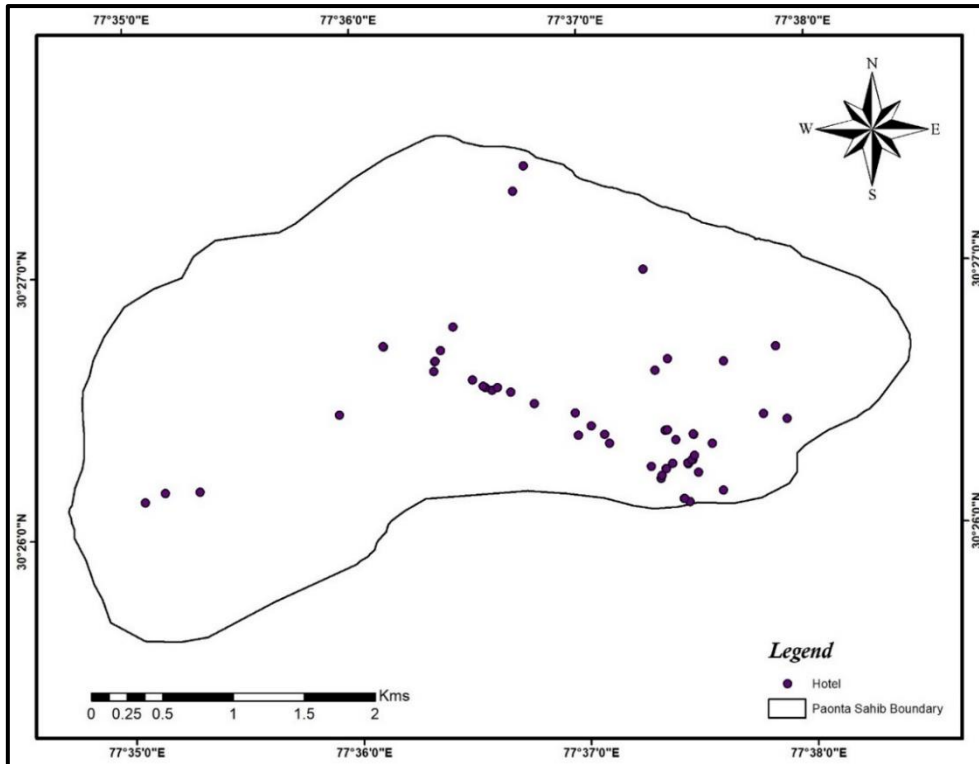 77°35'0"E 77°36'0"E 77°37'0"E 77°38'0"E
N
W E
S
30°27'0"N 30°27'0"N
30°26'0"N 30°26'0"N
Legend
Hotel
Paonta Sahib Boundary
Kms
0 0.25 0.5 1 1.5 2
77°35'0"E 77°36'0"E 77°37'0"E 77°38'0"E